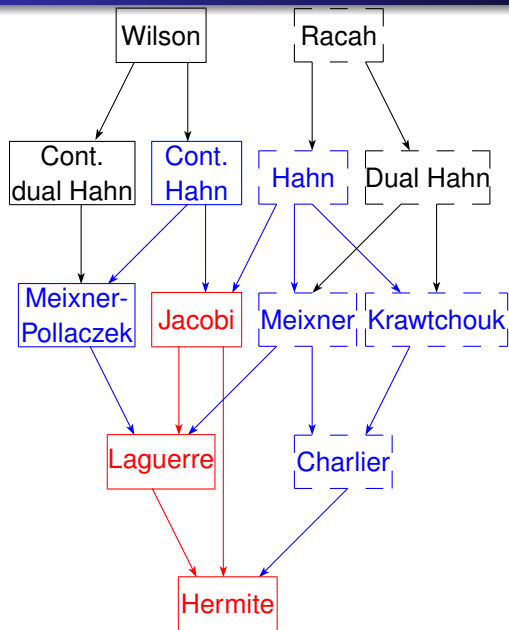 Wilson
Racah
Cont.
dual Hahn
Cont.
Hahn
Hahn
Dual Hahn
Meixner-
Pollaczek
Jacobi
Meixner
Krawtchouk
Laguerre
Charlier
Hermite